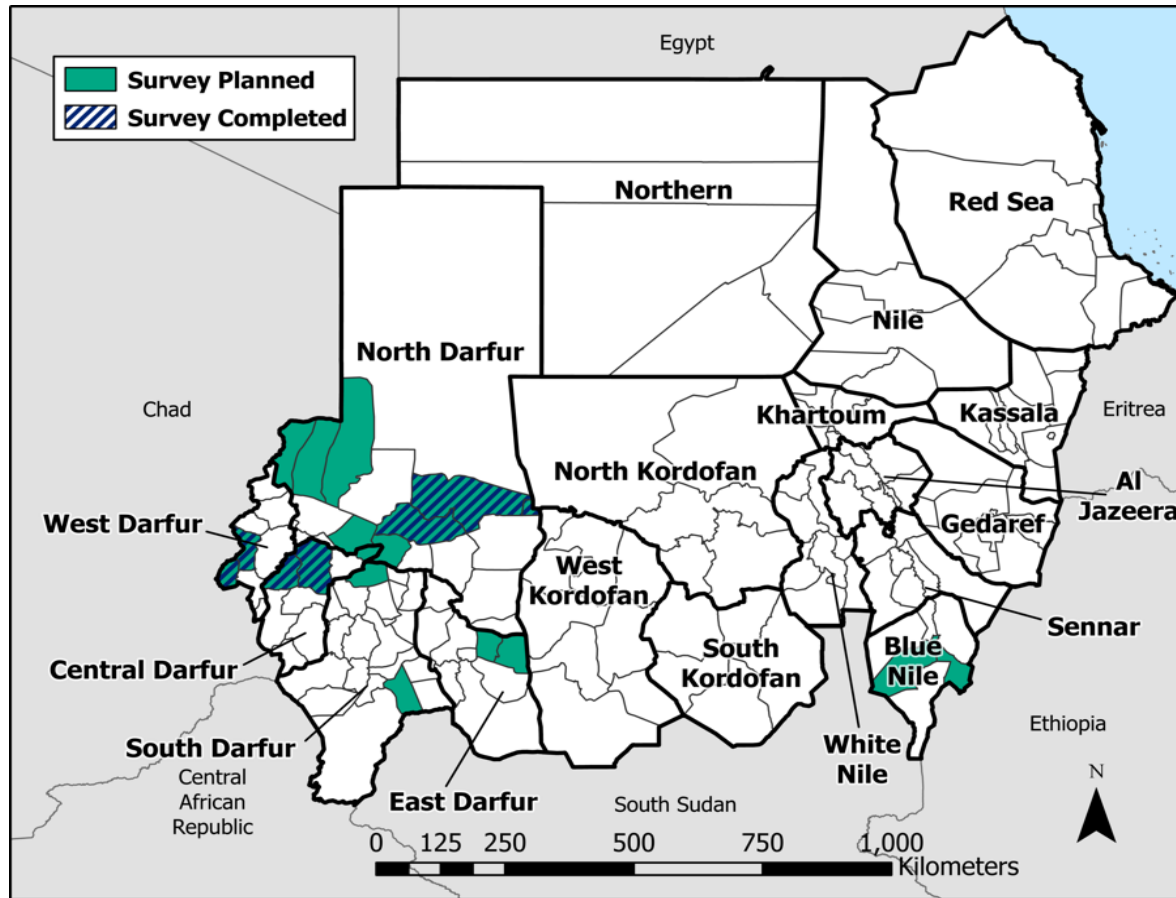 Egypt
Survey Planned
Survey Completed
Northern
Red Sea
Nile
North Darfur
Chad
Khartoum
Kassala
Eritrea
North Kordofan
Al
Jazeera
West Darfur
Gedaref
West
Kordofan
Sennar
Central Darfur
South
Kordofan
Blue
Nile
Ethiopia
South Darfur
White
Nile
Central
African
Republic
East Darfur
South Sudan
N
0 125 250 500 750 1,000
Kilometers